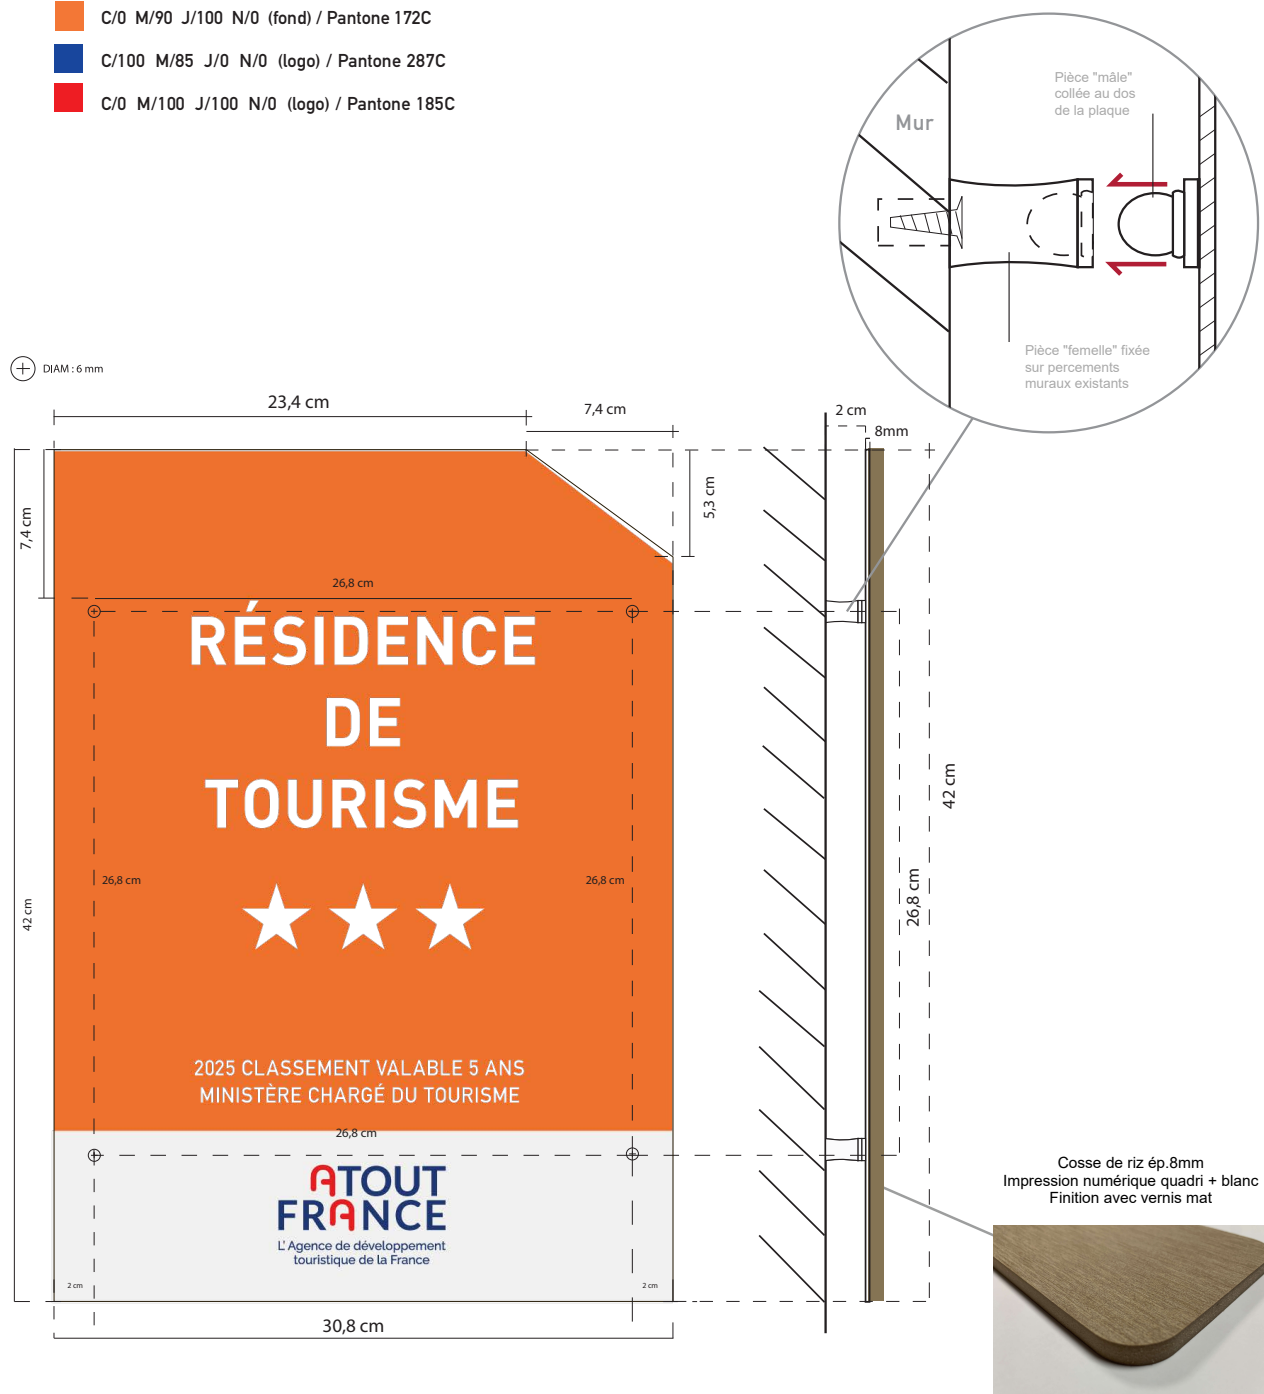 C/0 M/90 J/100 N/0 (fond) / Pantone 172C
C/100 M/85 J/0 N/0 (logo) / Pantone 287C
C/0 M/100 J/100 N/0 (logo) / Pantone 185C
Pièce "mâle"
collée au dos
de la plaque
Mur
Pièce "femelle" fixée
sur percements
muraux existants
DIAM : 6 mm
23,4 cm
7,4 cm
2 cm
8mm
5,3 cm
7,4 cm
26,8 cm
RÉSIDENCE
DE
TOURISME
42 cm
26,8 cm
26,8 cm
26,8 cm
42 cm
2025 CLASSEMENT VALABLE 5 ANS
MINISTÈRE CHARGÉ DU TOURISME
26,8 cm
ATOUT
FRANCE
L'Agence de développement
touristique de la France
2 cm
2 cm
30,8 cm
Cosse de riz ép.8mm
Impression numérique quadri + blanc
Finition avec vernis mat